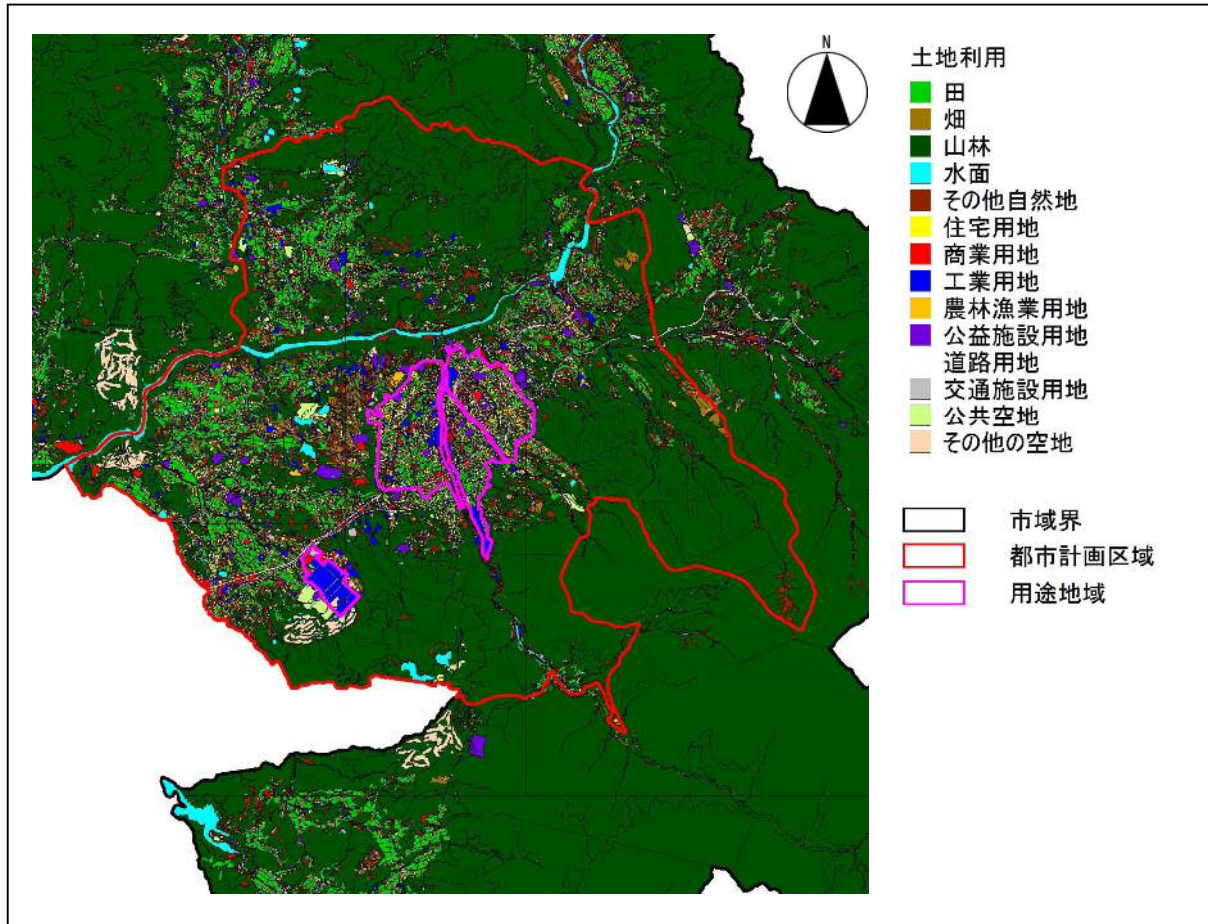 N
土地利用
田
畑
山林
水面
その他自然地
住宅用地
商業用地
工業用地
農林漁業用地
公益施設用地
道路用地
交通施設用地
公共空地
その他の空地
市域界
都市計画区域
用途地域